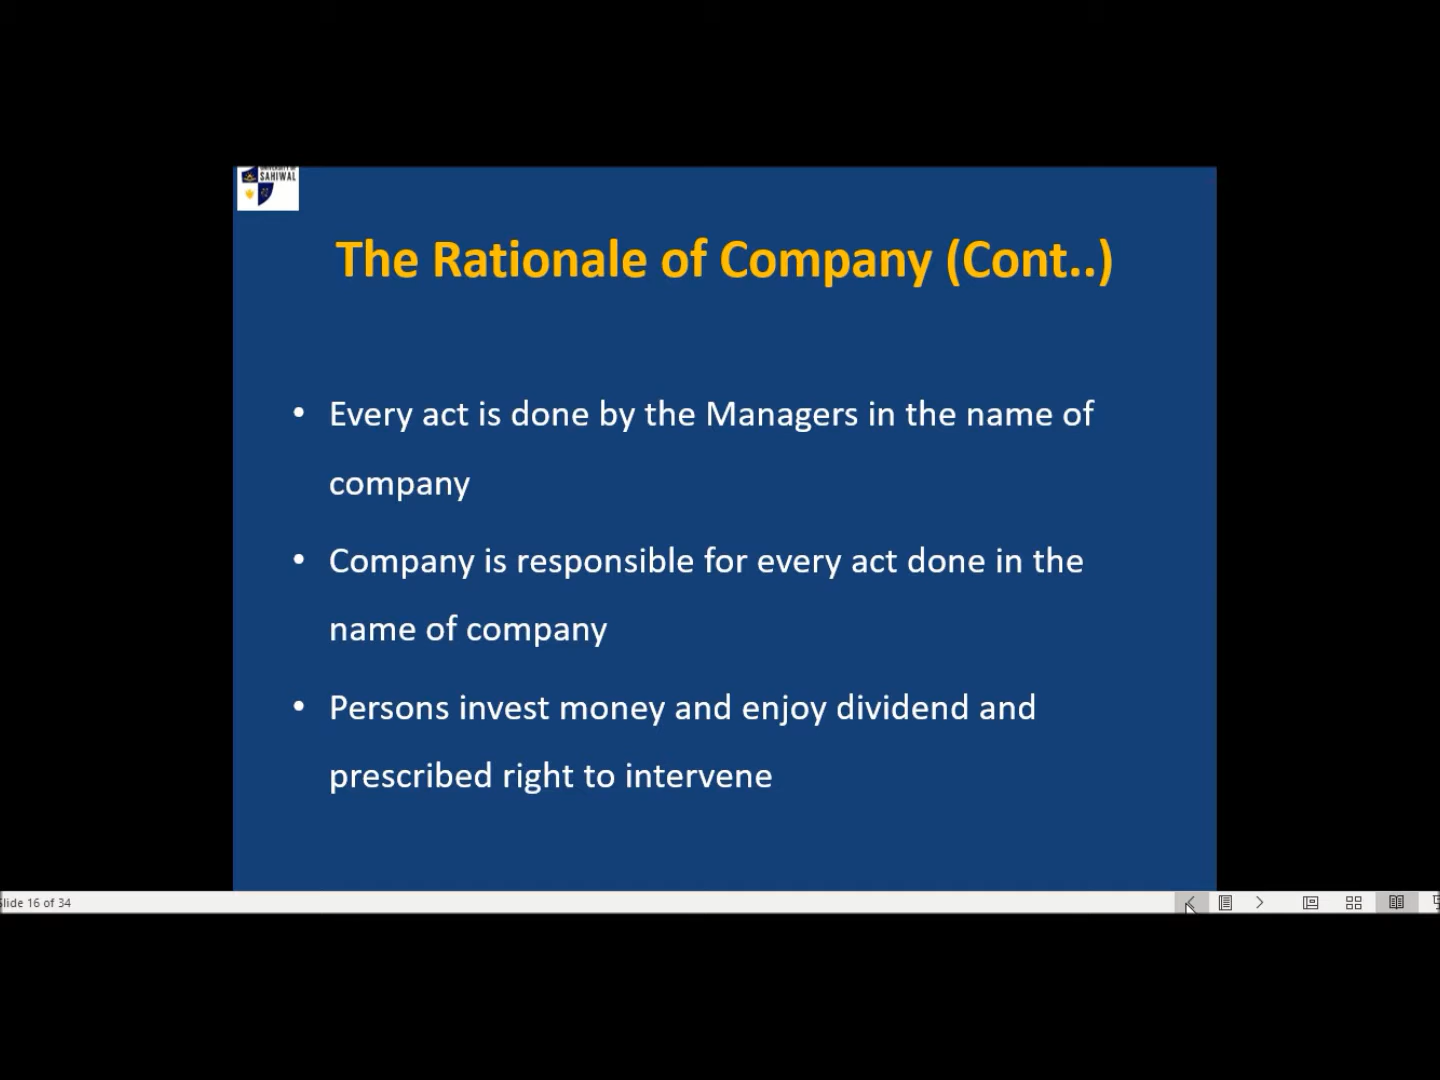 SAHIWAL
The Rationale of Company (Cont..)
• Every act is done by the Managers in the name of
company
• Company is responsible for every act done in the
name of company
• Persons invest money and enjoy dividend and
prescribed right to intervene
lide 16 of 34